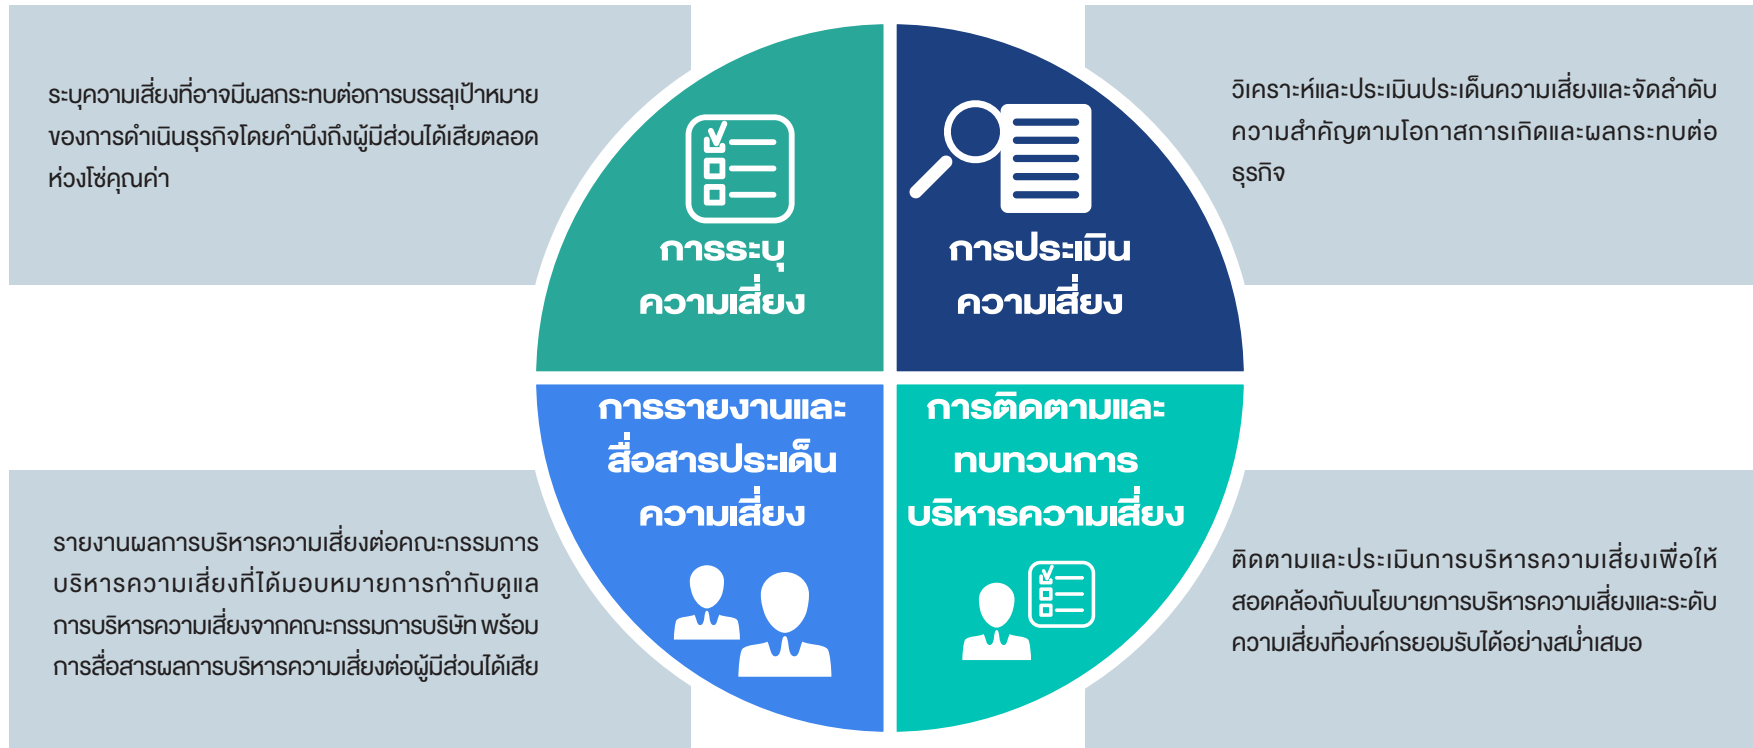 ระบุความเสี่ยงที่อาจมีผลกระทบต่อการบรรลุเป้าหมาย
ของการดำเนินธุรกิจโดยคำนึงถึงผู้มีส่วนได้เสียตลอด
ห่วงโซ่คุณค่า
การระบุ
ความเสี่ยง
การประเมิน
ความเสี่ยง
วิเคราะห์และประเมินประเด็นความเสี่ยงและจัดลำดับ
ความสำคัญตามโอกาสการเกิดและผลกระทบต่อ
ธุรกิจ
รายงานผลการบริหารความเสี่ยงต่อคณะกรรมการ
บริหารความเสี่ยงที่ได้มอบหมายการกำกับดูแล
การบริหารความเสี่ยงจากคณะกรรมการบริษัท พร้อม
การสื่อสารผลการบริหารความเสี่ยงต่อผู้มีส่วนได้เสีย
การรายงานและ
สื่อสารประเด็น
ความเสี่ยง
การติดตามและ
ทบทวนการ
บริหารความเสี่ยง
ติดตามและประเมินการบริหารความเสี่ยงเพื่อให้
สอดคล้องกับนโยบายการบริหารความเสี่ยงและระดับ
ความเสี่ยงที่องค์กรยอมรับได้อย่างสม่ำเสมอ